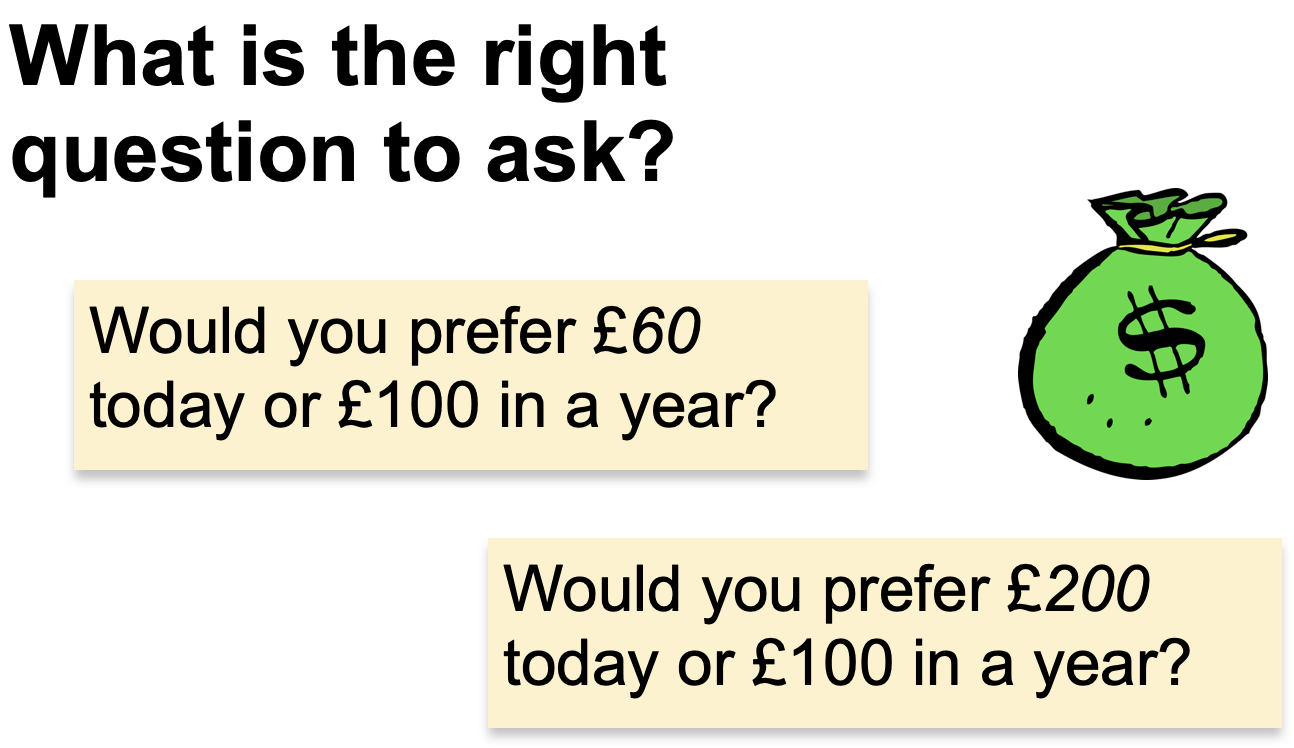 What is the right
question to ask?
Would you prefer £60
today or £100 in a year?
$
Would you prefer £200
today or £100 in a year?